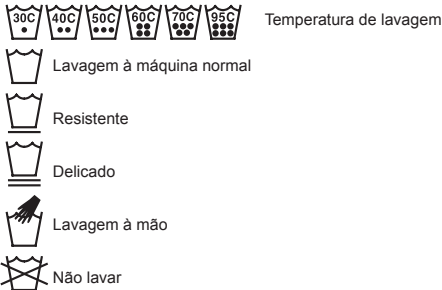 30C 40C 50C 60C 70C 95C Temperatura de lavagem
Lavagem à máquina normal
Resistente
Delicado
Lavagem à mão
Não lavar